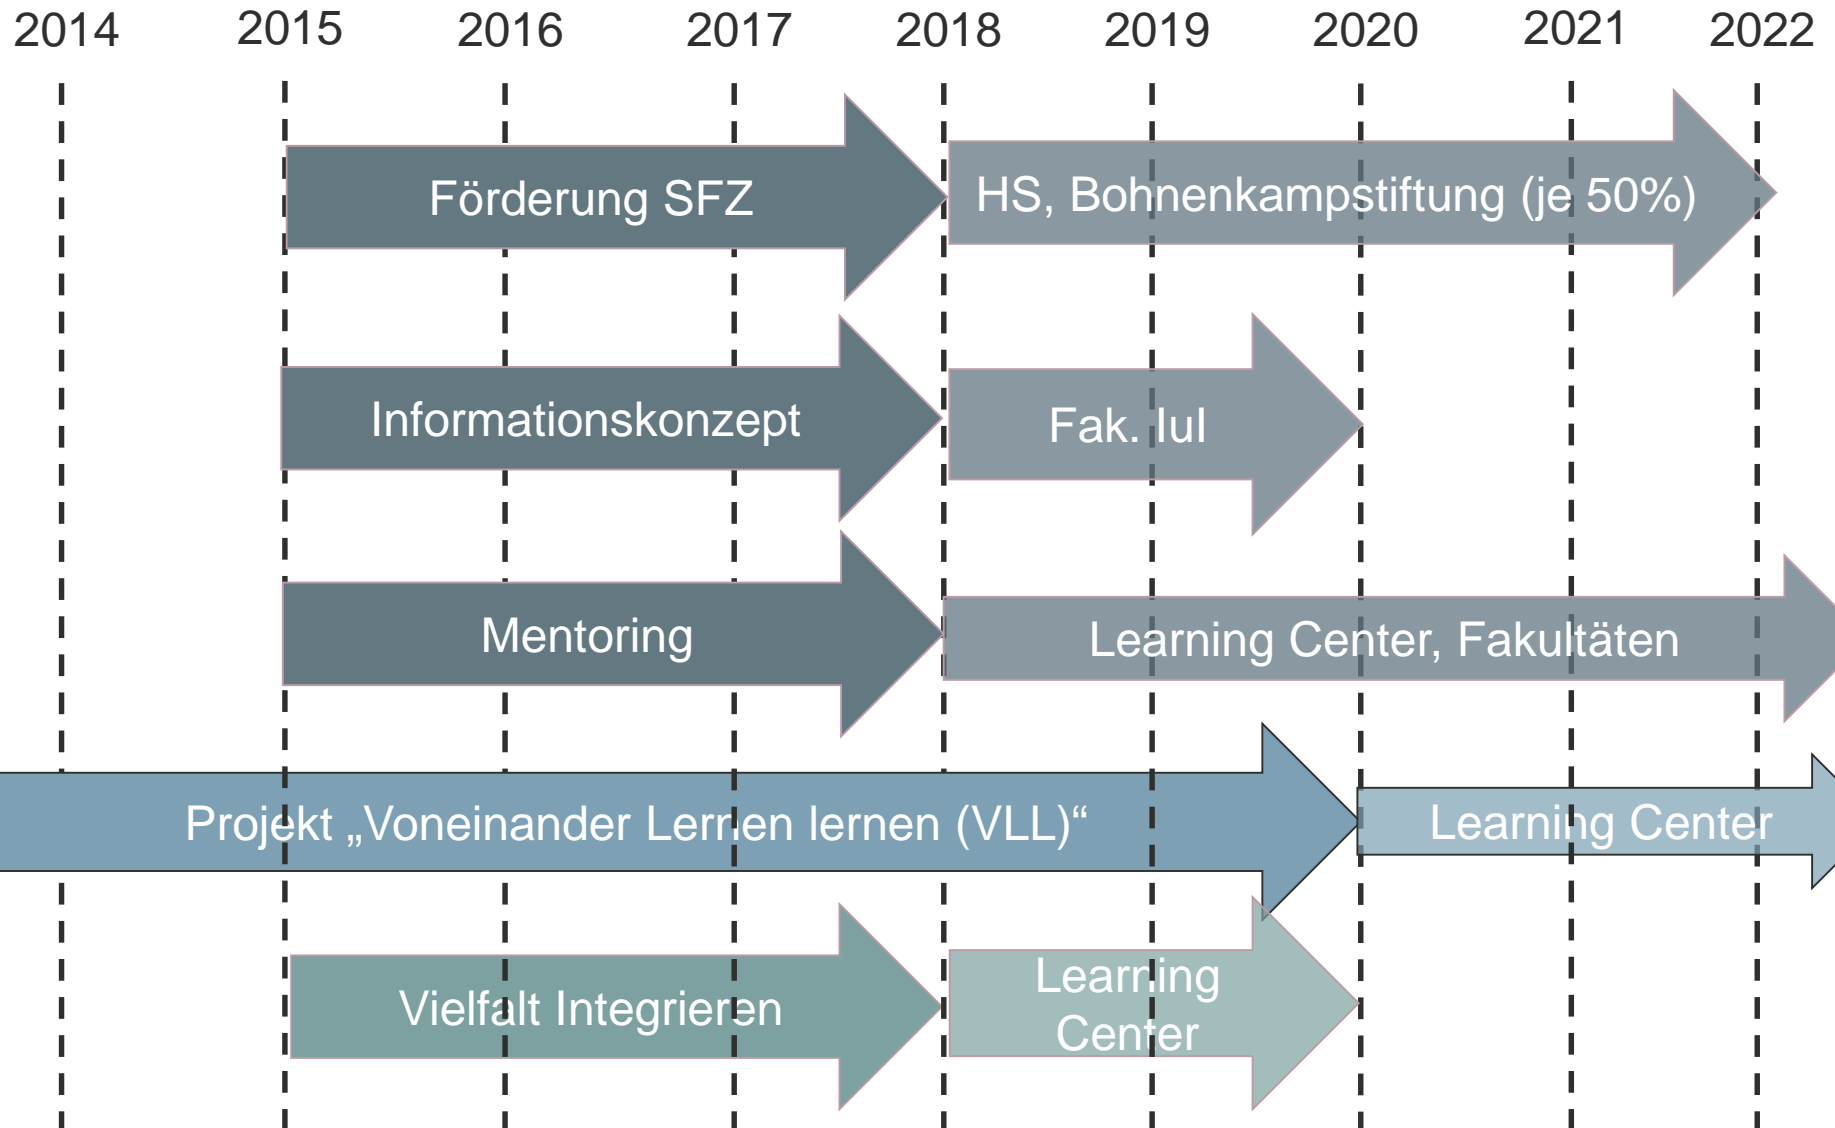 2014 2015 2016 2017 2018 2019 2020 2021 2022
Förderung SFZ
HS, Bohnenkampstiftung (je 50%)
Informationskonzept
Fak. IuI
Mentoring
Learning Center, Fakultäten
Projekt „Voneinander Lernen lernen (VLL)“
Learning Center
Vielfalt Integrieren
Learning
Center